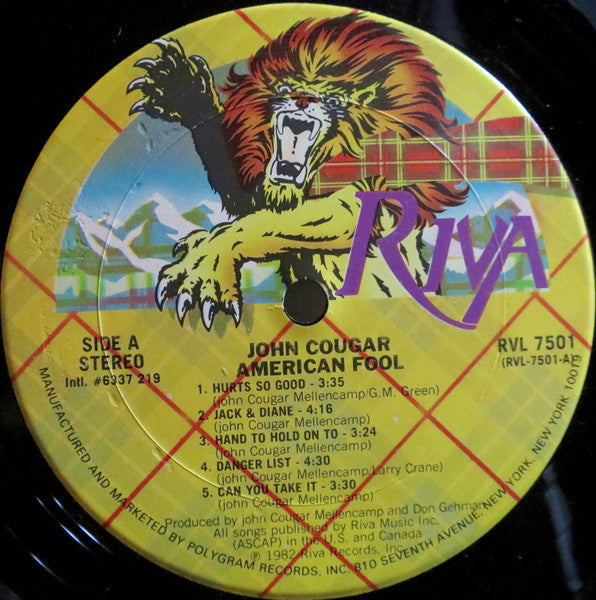 RIVA
SIDE A
STEREO
Intl. #6337 219
JOHN COUGAR
AMERICAN FOOL
RVL 7501
(RVL-7501-A)
1. HURTS SO GOOD - 3:35
(john Cougar Mellencamp/G.M. Green)
2. JACK & DIANE - 4:16
(john Cougar Mellencamp)
3. HAND TO HOLD ON TO - 3:24
(john Cougar Mellencamp)
4. DANGER LIST - 4:30
(john Cougar Mellencamp, Larry Crane)
5. CAN YOU TAKE IT - 3:30
(john Cougar Mellencamp)
Produced by john Cougar Mellencamp and Don Gehman
All songs published by Riva Music Inc.
(ASCAP) in the U.S. and Canada
℗ 1982 Riva Records, Inc.
MANUFACTURED AND MARKETED BY POLYGRAM RECORDS, INC. 810 SEVENTH AVENUE, NEW YORK, NEW YORK 10019